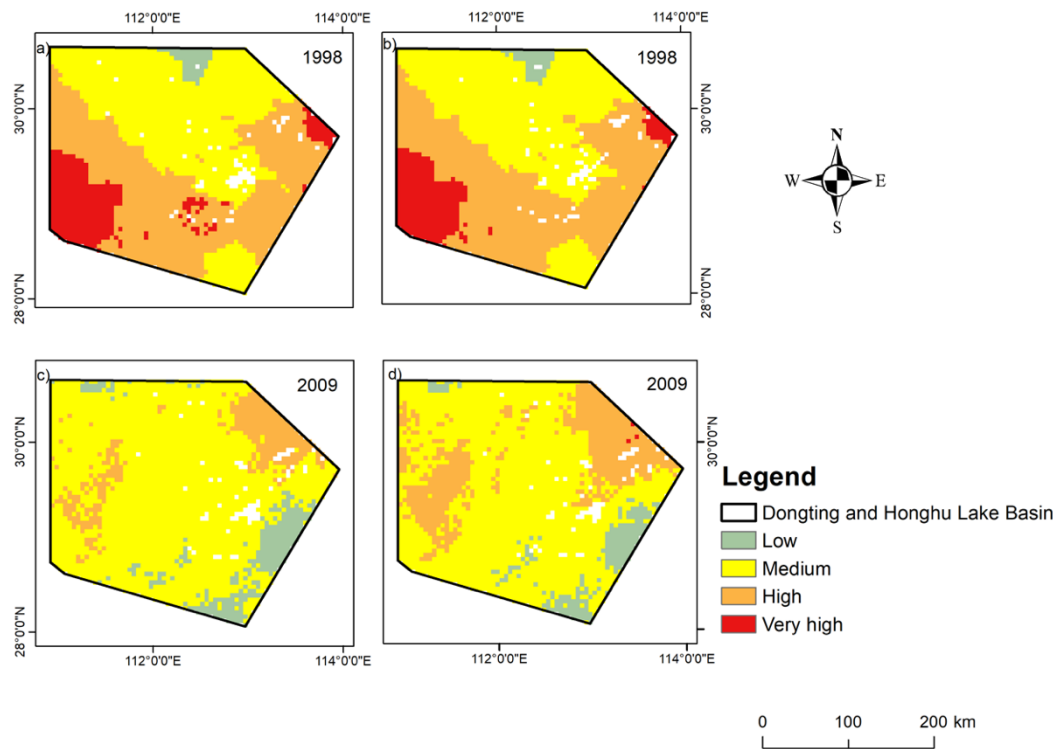 112°0'0"E 114°0'0"E 112°0'0"E 114°0'0"E
a) 1998 b) 1998
30°0'0"N 30°0'0"N
N
W E
S
28°0'0"N 28°0'0"N
c) 2009 d) 2009
30°0'0"N 30°0'0"N
Legend
Dongting and Honghu Lake Basin
Low
Medium
High
Very high
28°0'0"N 28°0'0"N
112°0'0"E 114°0'0"E 112°0'0"E 114°0'0"E
0 100 200 km